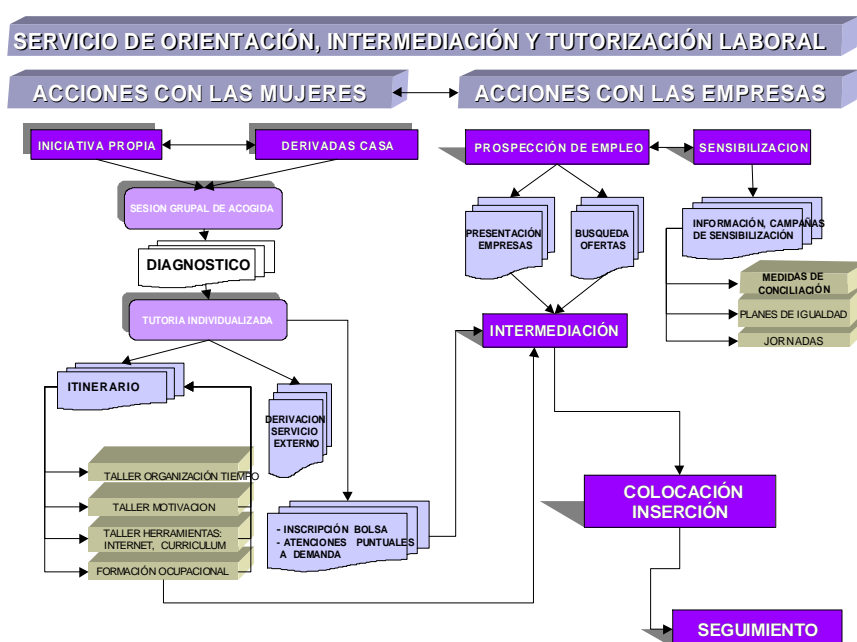 SERVICIO DE ORIENTACIÓN, INTERMEDIACIÓN Y TUTORIZACIÓN LABORAL
ACCIONES CON LAS MUJERES
ACCIONES CON LAS EMPRESAS
INICIATIVA PROPIA
DERIVADAS CASA
PROSPECCIÓN DE EMPLEO
SENSIBILIZACION
SESION GRUPAL DE ACOGIDA
DIAGNOSTICO
TUTORIA INDIVIDUALIZADA
PRESENTACIÓN
EMPRESAS
BUSQUEDA
OFERTAS
INFORMACIÓN, CAMPAÑAS
DE SENSIBILIZACIÓN
MEDIDAS DE
CONCILIACIÓN
PLANES DE IGUALDAD
JORNADAS
INTERMEDIACIÓN
ITINERARIO
DERIVACION
SERVICIO
EXTERNO
TALLER ORGANIZACIÓN TIEMPO
TALLER MOTIVACION
TALLER HERRAMIENTAS:
INTERNET, CURRICULUM
FORMACIÓN OCUPACIONAL
- INSCRIPCIÓN BOLSA
- ATENCIONES PUNTUALES
A DEMANDA
COLOCACIÓN
INSERCIÓN
SEGUIMIENTO